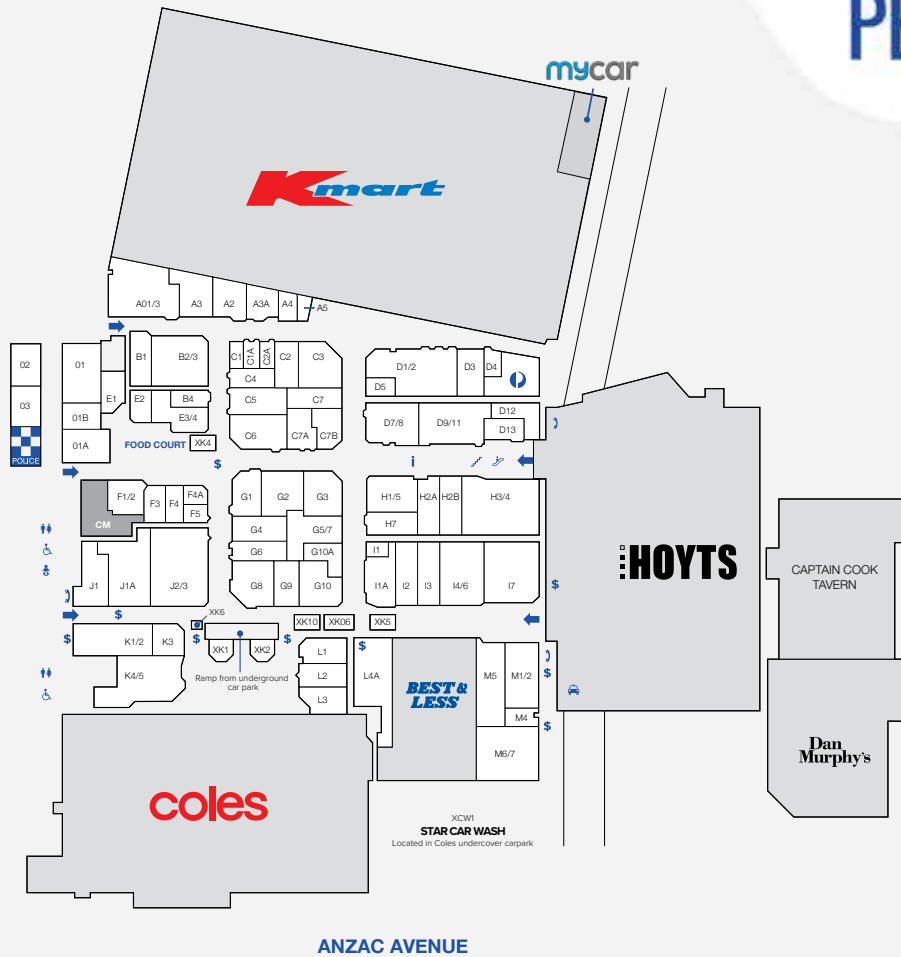 PE
mycar
Kmart
A01/3
A3
A2
A3A
A4
A5
02
01
B1
B2/3
C1
C1A
C2A
C2
C3
C4
D1/2
D3
D4
D5
03
E1
E2
B4
E3/4
C5
C7
01B
01A
C6
C7A
C7B
D7/8
D9/11
D12
D13
POLICE
FOOD COURT
XK4
$
i
F1/2
F3
F4
F4A
F5
CM
G1
G2
G3
G4
G5/7
G6
G10A
G8
G9
G10
H1/5
H2A
H2B
H3/4
H7
I1
I1A
I2
I3
I4/6
I7
$
HOYTS
CAPTAIN COOK
TAVERN
J1
J1A
J2/3
$
XK6
XK10
XK06
XK5
$
K1/2
K3
$
XK1
XK2
$
K4/5
Ramp from underground
car park
L1
L2
L3
$
L4A
BEST &
LESS
M5
M1/2
$
M4
$
M6/7
Dan
Murphy's
coles
XCW1
STAR CAR WASH
Located in Coles undercover carpark
ANZAC AVENUE